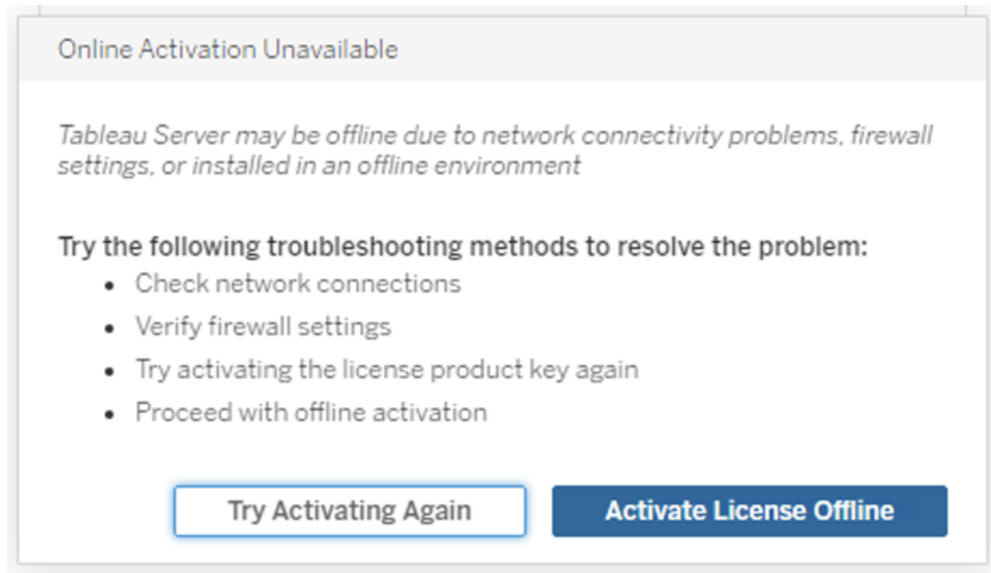 Online Activation Unavailable
Tableau Server may be offline due to network connectivity problems, firewall
settings, or installed in an offline environment
Try the following troubleshooting methods to resolve the problem:
• Check network connections
• Verify firewall settings
• Try activating the license product key again
• Proceed with offline activation
Try Activating Again
Activate License Offline